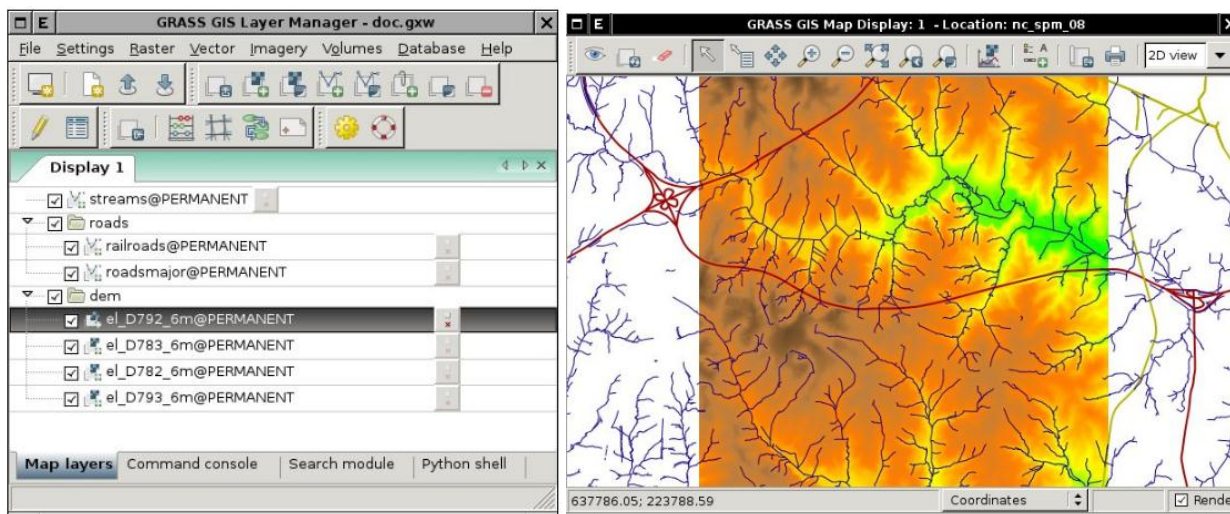 E GRASS GIS Layer Manager - doc.gxw
File Settings Raster Vector Imagery Volumes Database Help
Display 1
streams@PERMANENT
roads
railroads@PERMANENT
roadsmajor@PERMANENT
dem
el_D792_6m@PERMANENT
el_D783_6m@PERMANENT
el_D782_6m@PERMANENT
el_D793_6m@PERMANENT
Map layers Command console Search module Python shell
E GRASS GIS Map Display: 1 - Location: nc_spm_08
2D view
637786.05; 223788.59 Coordinates Rende